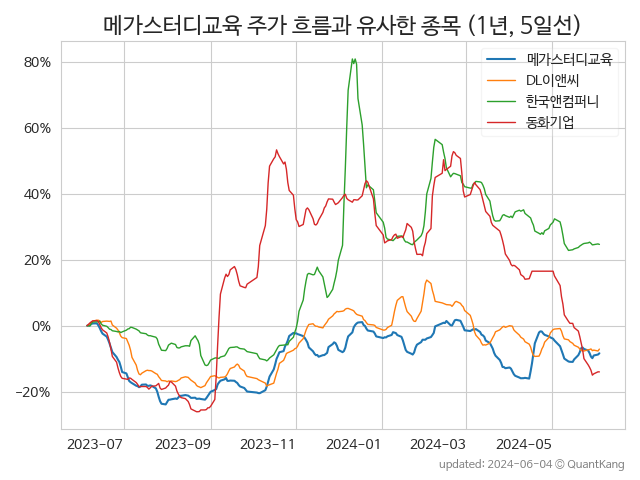 메가스터디교육 주가 흐름과 유사한 종목 (1년, 5일선)
메가스터디교육
DL이앤씨
한국앤컴퍼니
동화기업
80%
60%
40%
20%
0%
−20%
2023-07
2023-09
2023-11
2024-01
2024-03
2024-05
updated: 2024-06-04 © QuantKang